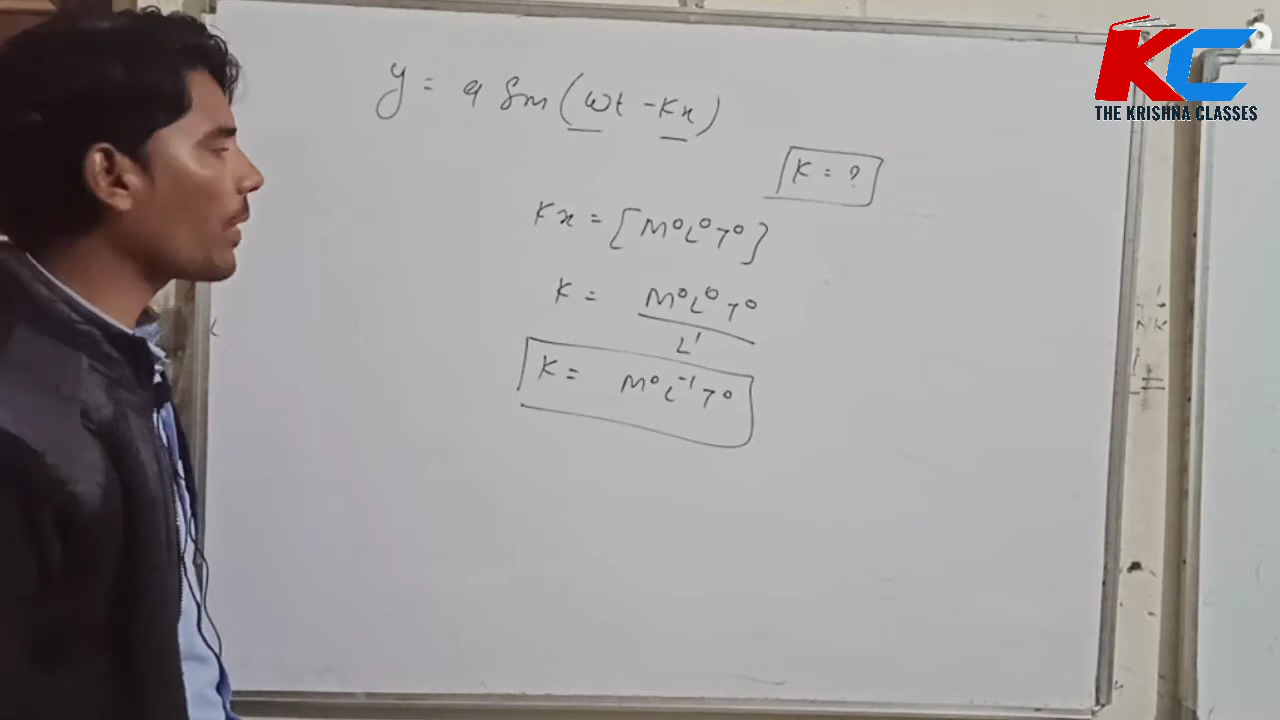 KC
THE KRISHNA CLASSES
y = a Sin (ωt - Kx)
K = ?
Kx = [M⁰L⁰T⁰]
K = M⁰L⁰T⁰ / L¹
K = M⁰L⁻¹T⁰